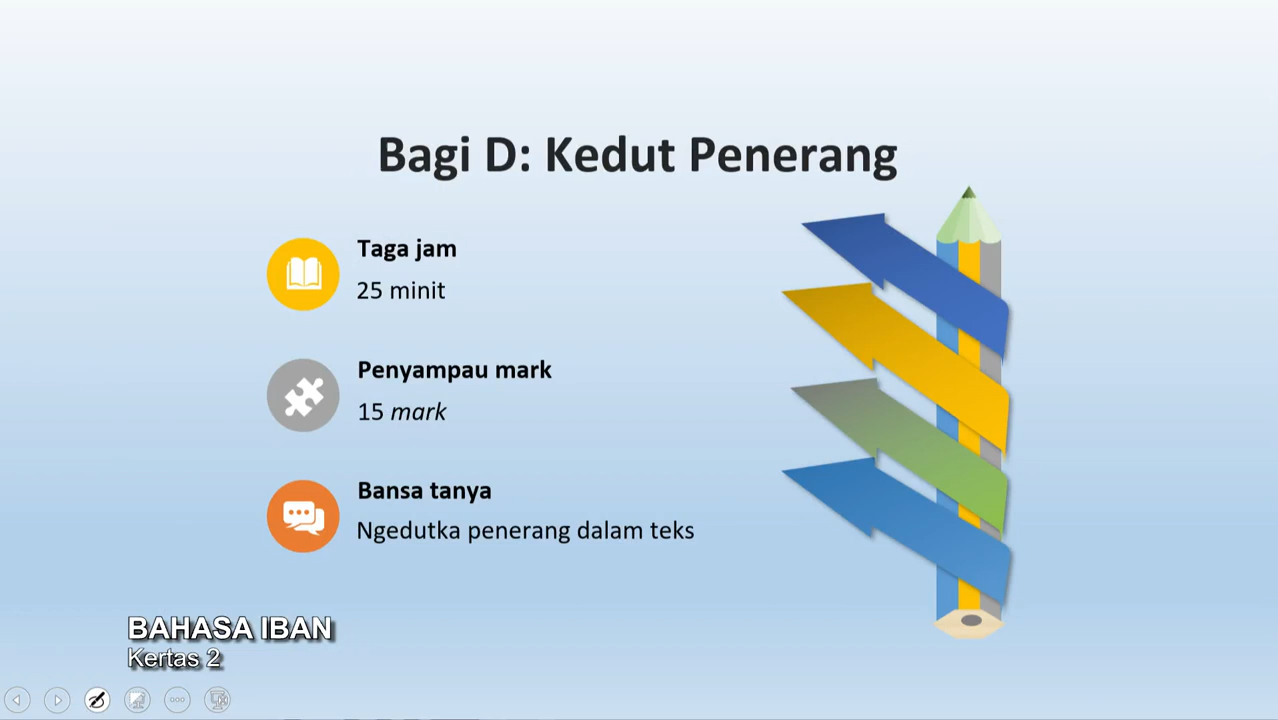 Bagi D: Kedut Penerang
Taga jam
25 minit
Penyampau mark
15 mark
Bansa tanya
Ngedutka penerang dalam teks
BAHASA IBAN
Kertas 2